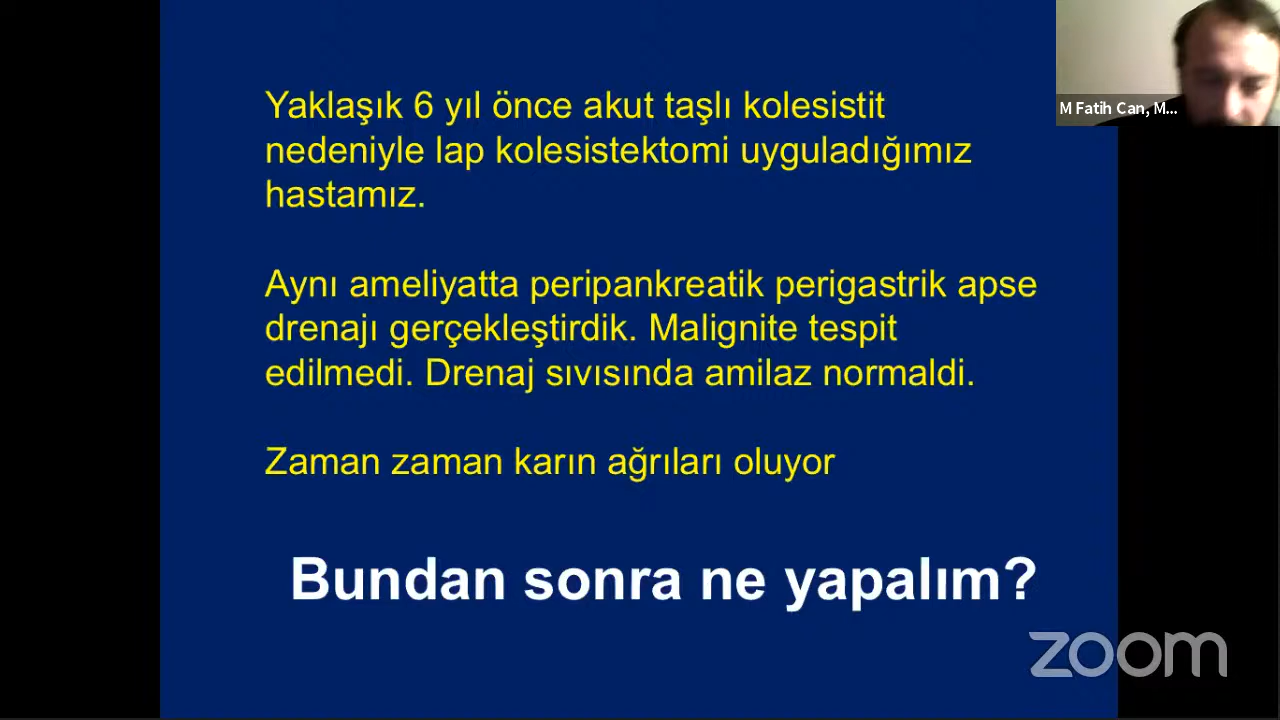 Yaklaşık 6 yıl önce akut taşlı kolesistit
nedeniyle lap kolesistektomi uyguladığımız
hastamız.
Aynı ameliyatta peripankreatik perigastrik apse
drenajı gerçekleştirdik. Malignite tespit
edilmedi. Drenaj sıvısında amilaz normaldi.
Zaman zaman karın ağrıları oluyor
Bundan sonra ne yapalım?
M Fatih Can, M...
zoom